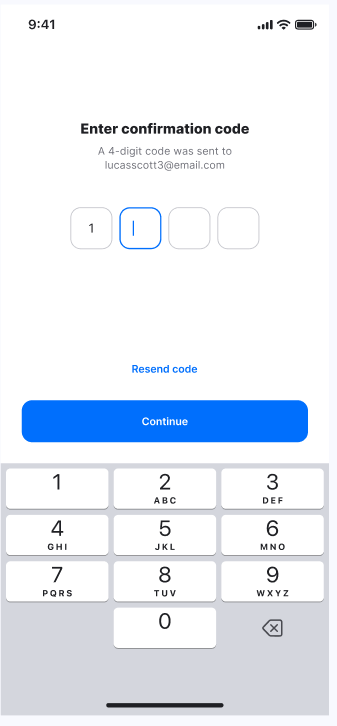 9:41
Enter confirmation code
A 4-digit code was sent to
lucasscott3@email.com
1
Resend code
Continue
1
2
ABC
3
DEF
4
GHI
5
JKL
6
MNO
7
PQRS
8
TUV
9
WXYZ
0